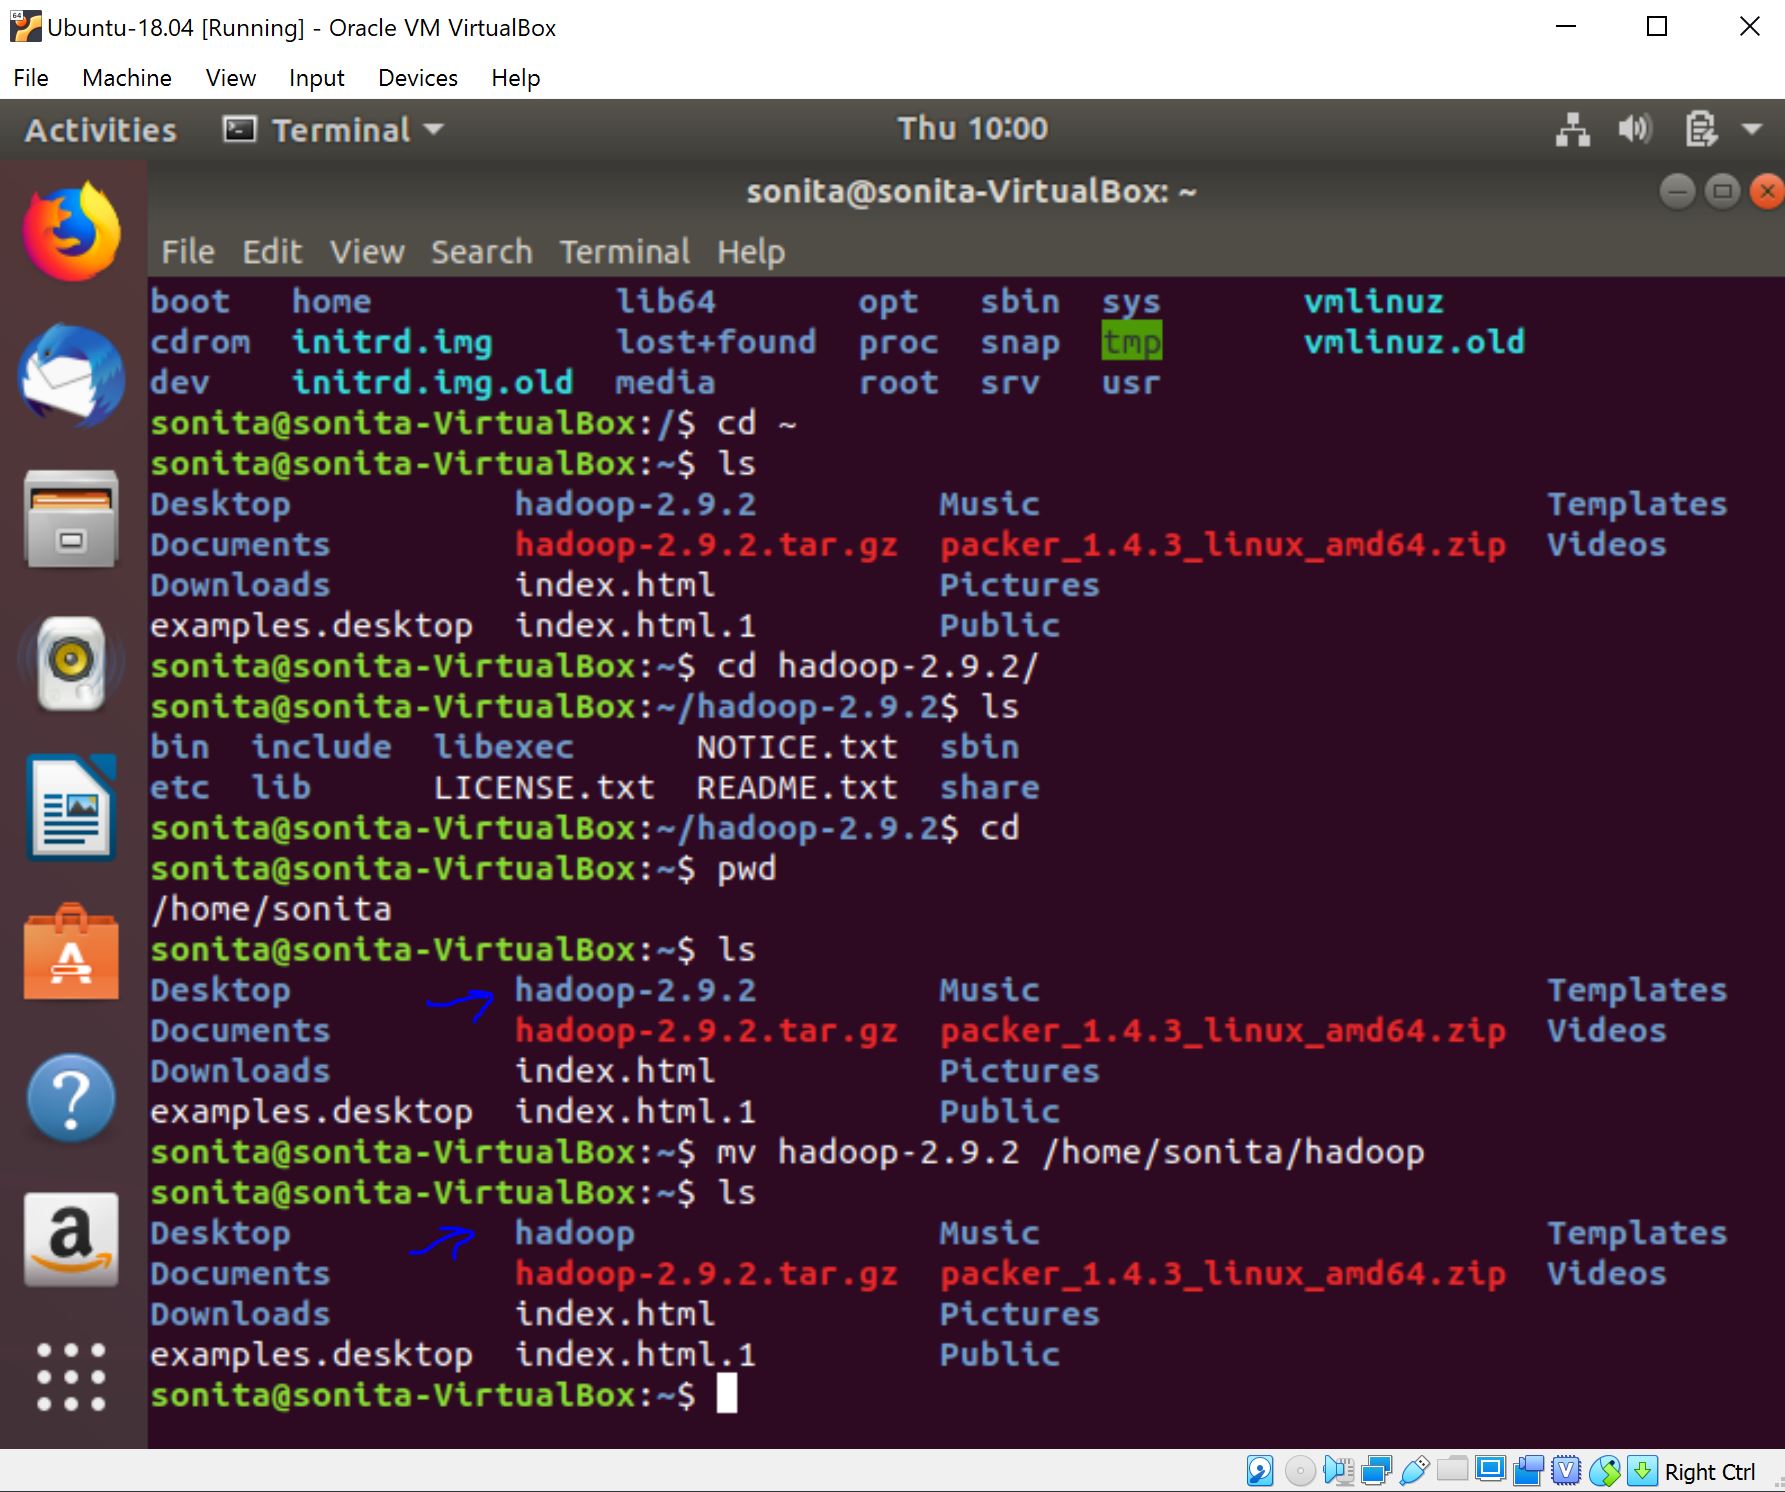 Ubuntu-18.04 [Running] - Oracle VM VirtualBox
File Machine View Input Devices Help
Activities Terminal Thu 10:00
sonita@sonita-VirtualBox: ~
File Edit View Search Terminal Help
boot home lib64 opt sbin sys vmlinuz
cdrom initrd.img lost+found proc snap tmp vmlinuz.old
dev initrd.img.old media root srv usr
sonita@sonita-VirtualBox:/$ cd ~
sonita@sonita-VirtualBox:~$ ls
Desktop hadoop-2.9.2 Music Templates
Documents hadoop-2.9.2.tar.gz packer_1.4.3_linux_amd64.zip Videos
Downloads index.html Pictures
examples.desktop index.html.1 Public
sonita@sonita-VirtualBox:~$ cd hadoop-2.9.2/
sonita@sonita-VirtualBox:~/hadoop-2.9.2$ ls
bin include libexec NOTICE.txt sbin
etc lib LICENSE.txt README.txt share
sonita@sonita-VirtualBox:~/hadoop-2.9.2$ cd
sonita@sonita-VirtualBox:~$ pwd
/home/sonita
sonita@sonita-VirtualBox:~$ ls
Desktop hadoop-2.9.2 Music Templates
Documents hadoop-2.9.2.tar.gz packer_1.4.3_linux_amd64.zip Videos
Downloads index.html Pictures
examples.desktop index.html.1 Public
sonita@sonita-VirtualBox:~$ mv hadoop-2.9.2 /home/sonita/hadoop
sonita@sonita-VirtualBox:~$ ls
Desktop hadoop Music Templates
Documents hadoop-2.9.2.tar.gz packer_1.4.3_linux_amd64.zip Videos
Downloads index.html Pictures
examples.desktop index.html.1 Public
sonita@sonita-VirtualBox:~$
Right Ctrl